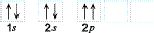 ↑↓ ↑↓ ↑↑
1s 2s 2p